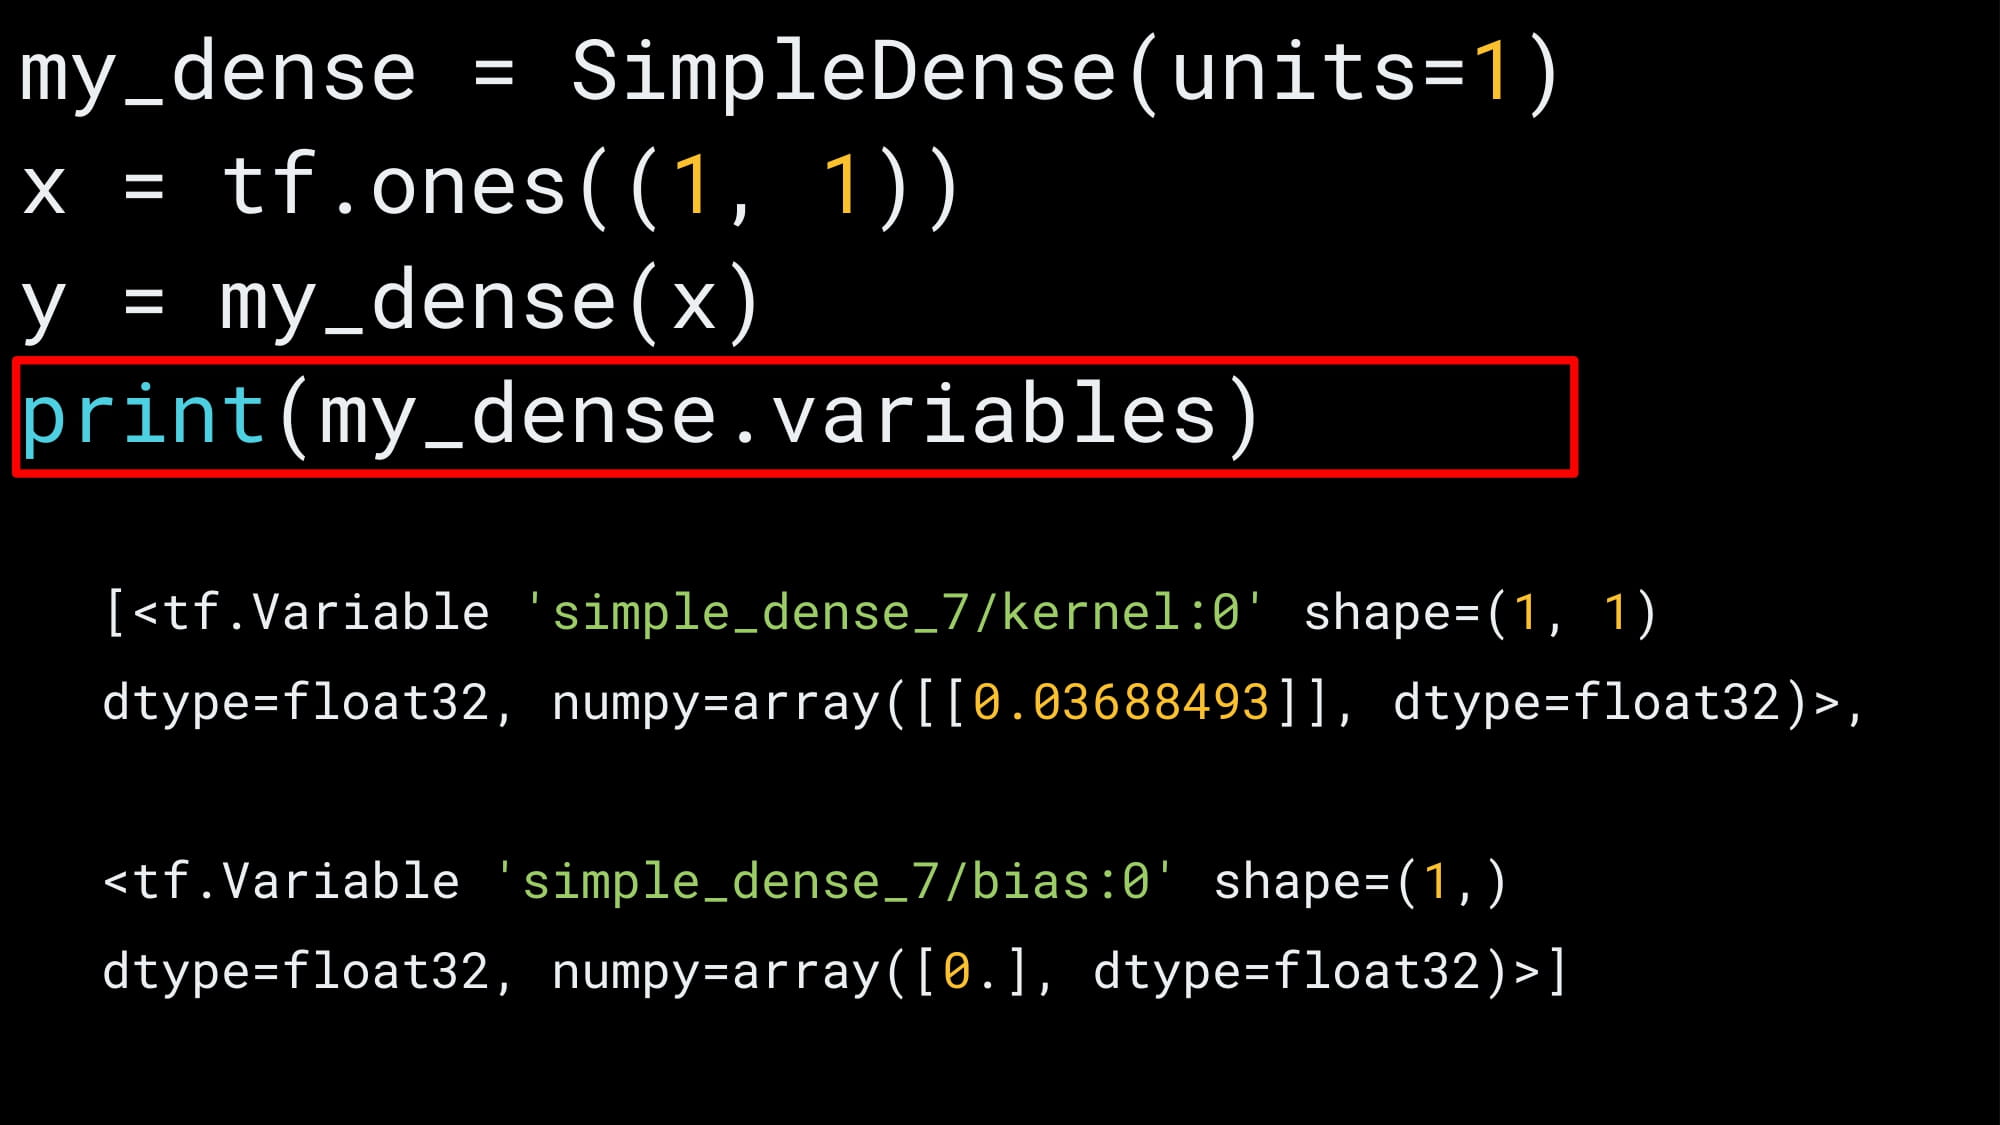 my_dense = SimpleDense(units=1)
x = tf.ones((1, 1))
y = my_dense(x)
print(my_dense.variables)
[<tf.Variable 'simple_dense_7/kernel:0' shape=(1, 1)
dtype=float32, numpy=array([[0.03688493]], dtype=float32)>,
<tf.Variable 'simple_dense_7/bias:0' shape=(1,)
dtype=float32, numpy=array([0.], dtype=float32)>]